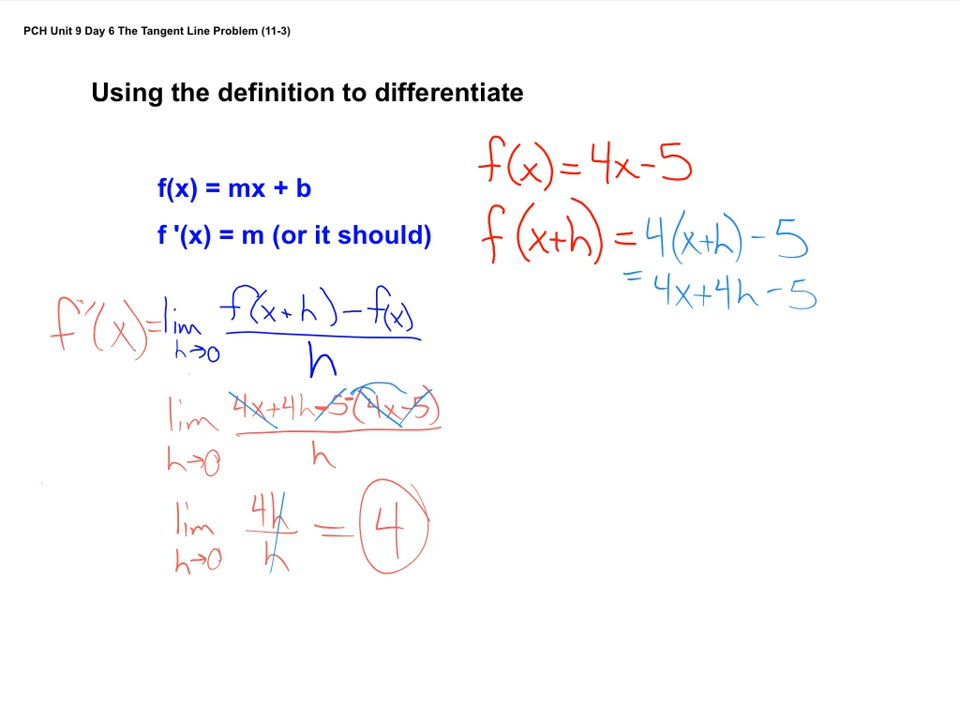 PCH Unit 9 Day 6 The Tangent Line Problem (11-3)
Using the definition to differentiate
f(x) = mx + b
f '(x) = m (or it should)
f(x) = 4x - 5
f(x+h) = 4(x+h) - 5
= 4x + 4h - 5
f'(x) = lim h→0 f(x+h) - f(x) / h
lim h→0 4x + 4h - 5 - (4x - 5) / h
lim h→0 4h / h = 4